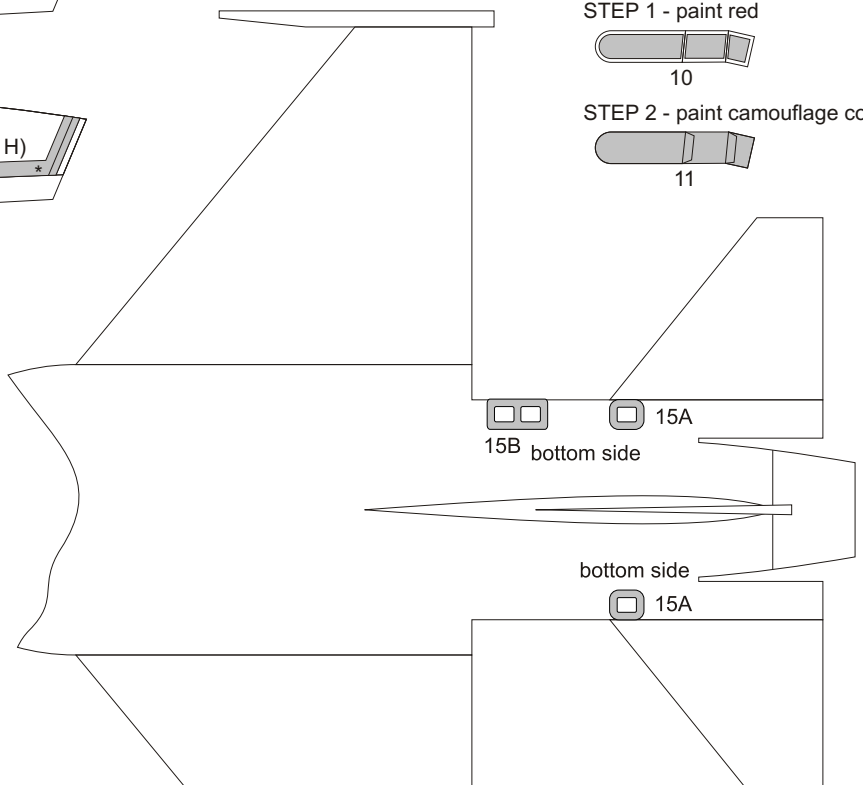 STEP 1 - paint red
10
STEP 2 - paint camouflage co
11
H)
*
15A
15B
bottom side
bottom side
15A